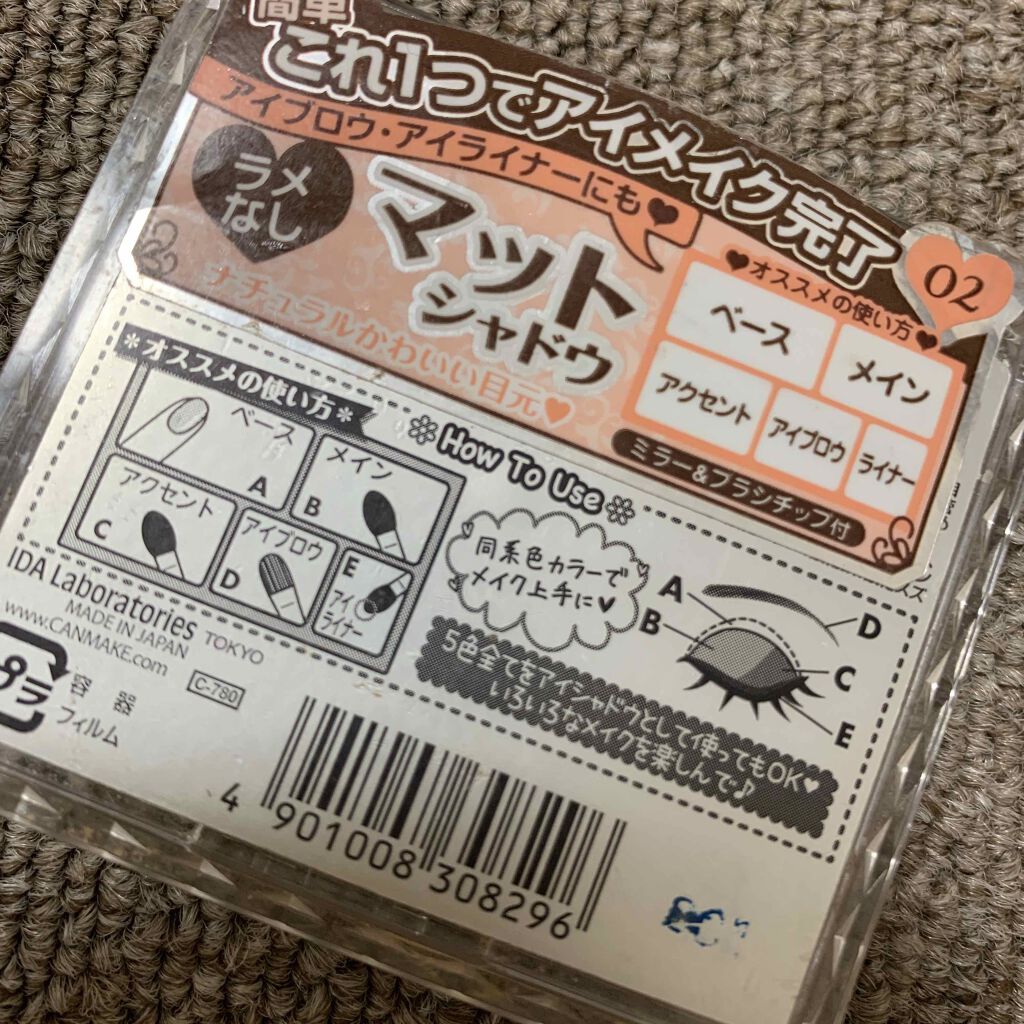 簡単
これ1つでアイメイク完了
アイブロウ・アイライナーにも♥
ラメ
なし
マット
シャドウ
ナチュラルかわいい目元♥
02
♥オススメの使い方♥
ベース
メイン
アクセント
アイブロウ
ライナー
ミラー&ブラシチップ付
*オススメの使い方*
ベース
A
メイン
B
アクセント
C
アイブロウ
D
E
アイ
ライナー
How To Use
同系色カラーで
メイク上手に♥
A
B
D
C
E
5色全てをアイシャドウとして使ってもOK♥
いろいろなメイクを楽しんで♪
IDA Laboratories TOKYO
MADE IN JAPAN
www.CANMAKE.com
C-780
プラ
容器
フィルム
4 901008 308296